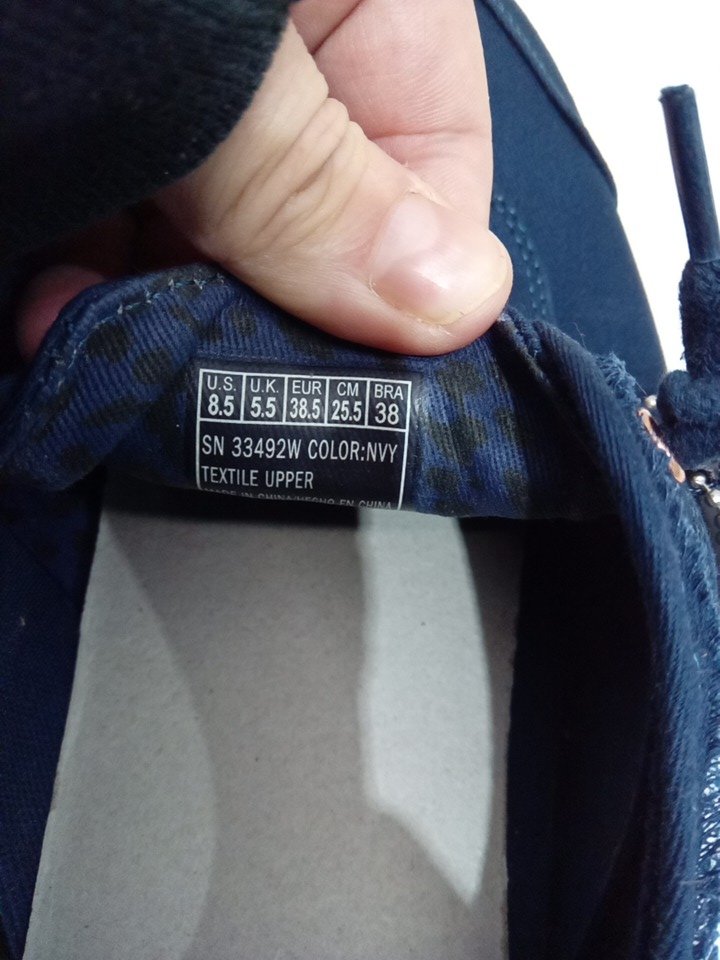 U.S. U.K. EUR CM BRA
8.5 5.5 38.5 25.5 38
SN 33492W COLOR:NVY
TEXTILE UPPER
MADE IN CHINA/HECHO EN CHINA